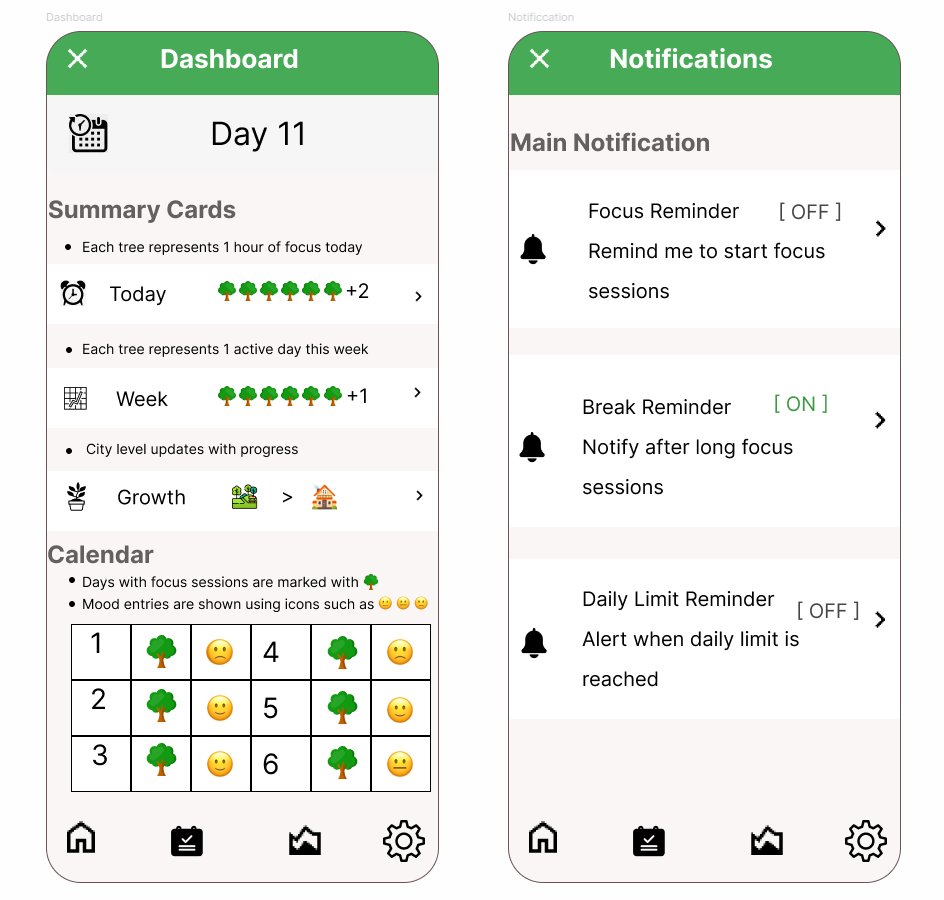 Dashboard
Dashboard
Day 11
Summary Cards
Each tree represents 1 hour of focus today
Today +2
Each tree represents 1 active day this week
Week +1
City level updates with progress
Growth >
Calendar
Days with focus sessions are marked with
Mood entries are shown using icons such as
1 4
2 5
3 6
Notificcation
Notifications
Main Notification
Focus Reminder [ OFF ]
Remind me to start focus
sessions
Break Reminder [ ON ]
Notify after long focus
sessions
Daily Limit Reminder [ OFF ]
Alert when daily limit is
reached